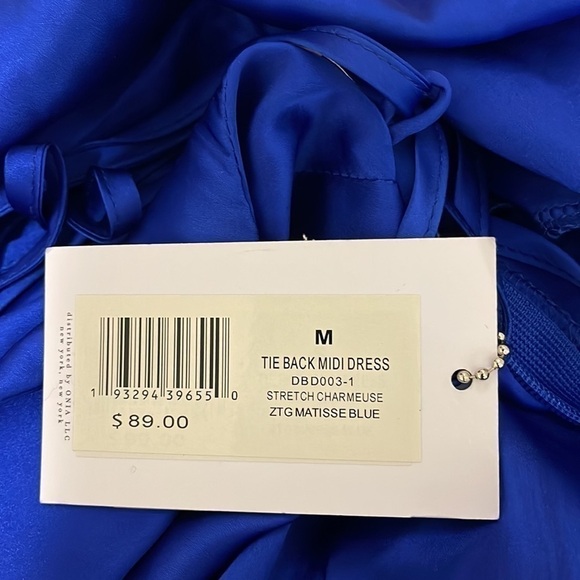 distributed by ONIA LLC
new york, new york
M
TIE BACK MIDI DRESS
DBD003-1
STRETCH CHARMEUSE
ZTG MATISSE BLUE
1 93294 39655 0
$ 89.00